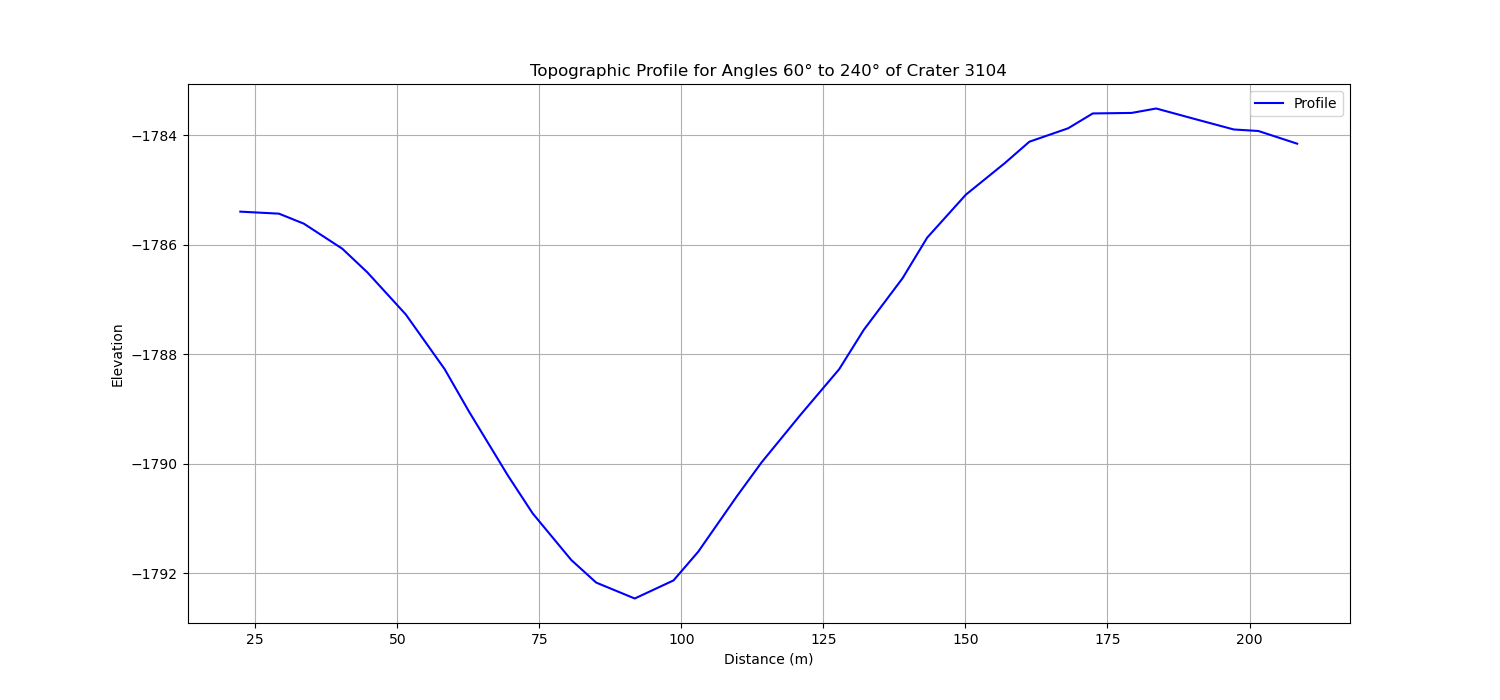 Topographic Profile for Angles 60° to 240° of Crater 3104
Profile
−1784
−1786
−1788
−1790
−1792
Elevation
25 50 75 100 125 150 175 200
Distance (m)